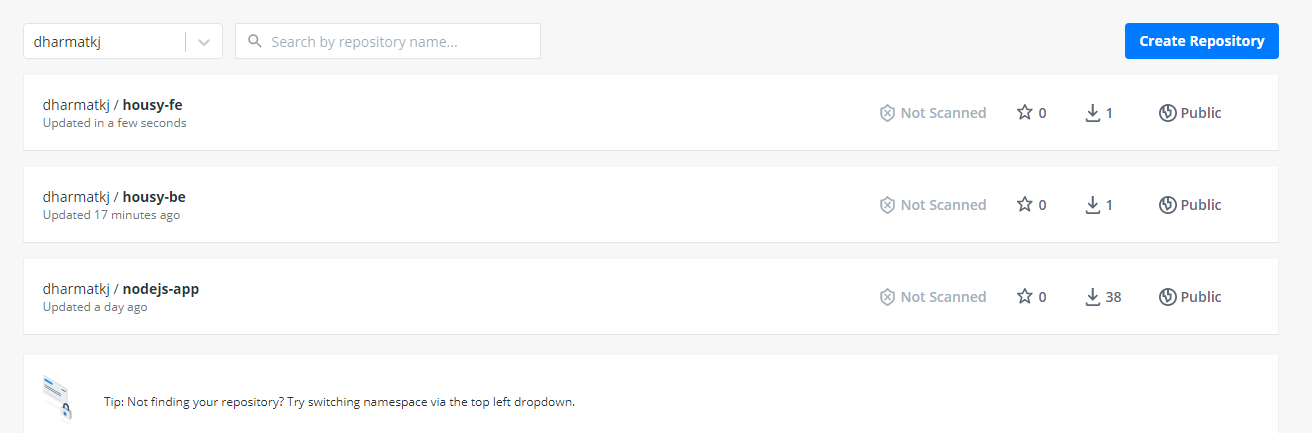 dharmatkj
Search by repository name...
Create Repository
dharmatkj / housy-fe
Updated in a few seconds
Not Scanned
0
1
Public
dharmatkj / housy-be
Updated 17 minutes ago
Not Scanned
0
1
Public
dharmatkj / nodejs-app
Updated a day ago
Not Scanned
0
38
Public
Tip: Not finding your repository? Try switching namespace via the top left dropdown.